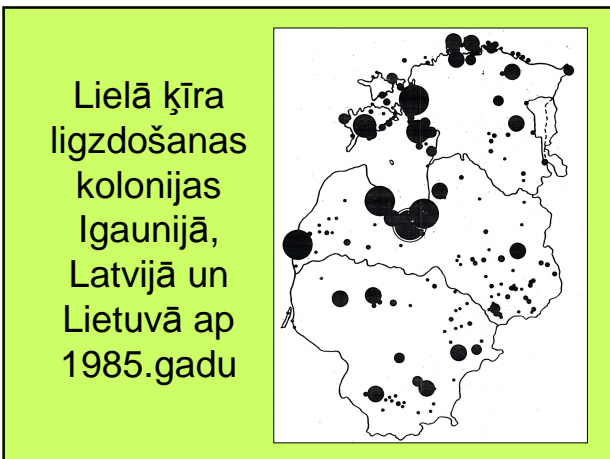 Lielā ķīra
ligzdošanas
kolonijas
Igaunijā,
Latvijā un
Lietuvā ap
1985.gadu